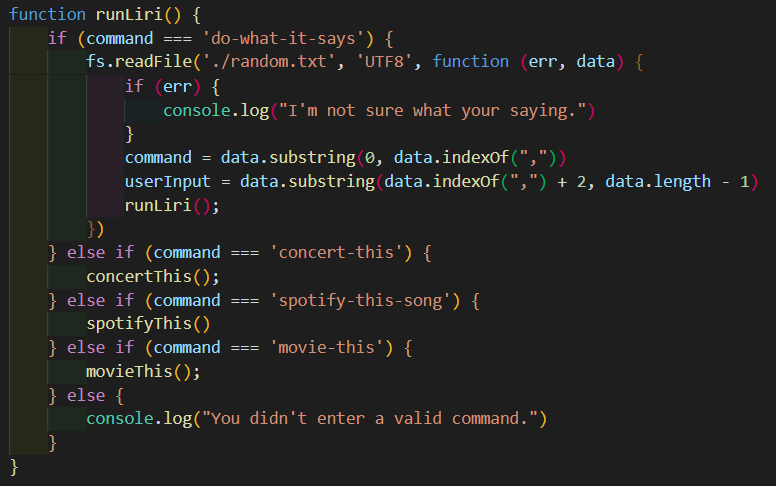 function runLiri() {
    if (command === 'do-what-it-says') {
        fs.readFile('./random.txt', 'UTF8', function (err, data) {
            if (err) {
                console.log("I'm not sure what your saying.")
            }
            command = data.substring(0, data.indexOf(","))
            userInput = data.substring(data.indexOf(",") + 2, data.length - 1)
            runLiri();
        })
    } else if (command === 'concert-this') {
        concertThis();
    } else if (command === 'spotify-this-song') {
        spotifyThis()
    } else if (command === 'movie-this') {
        movieThis();
    } else {
        console.log("You didn't enter a valid command.")
    }
}